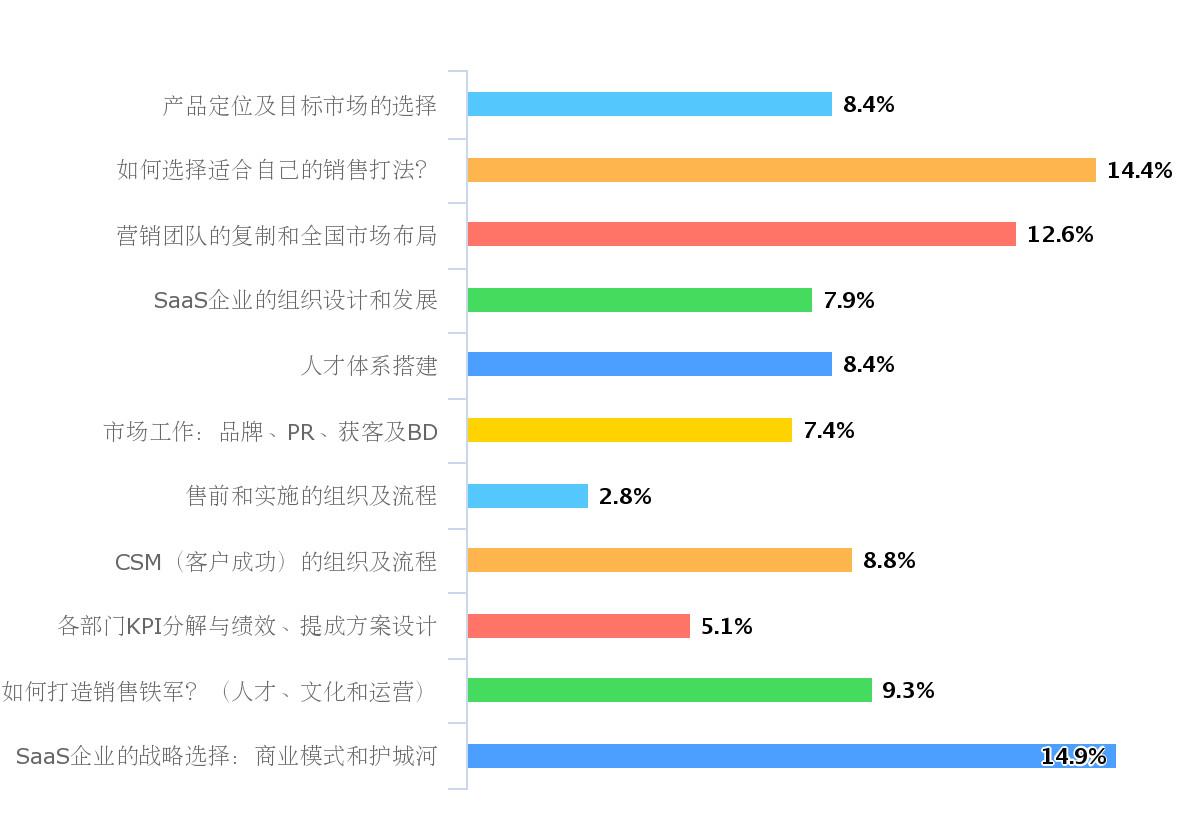 产品定位及目标市场的选择 8.4%
如何选择适合自己的销售打法？ 14.4%
营销团队的复制和全国市场布局 12.6%
SaaS企业的组织设计和发展 7.9%
人才体系搭建 8.4%
市场工作：品牌、PR、获客及BD 7.4%
售前和实施的组织及流程 2.8%
CSM（客户成功）的组织及流程 8.8%
各部门KPI分解与绩效、提成方案设计 5.1%
如何打造销售铁军？（人才、文化和运营） 9.3%
SaaS企业的战略选择：商业模式和护城河 14.9%